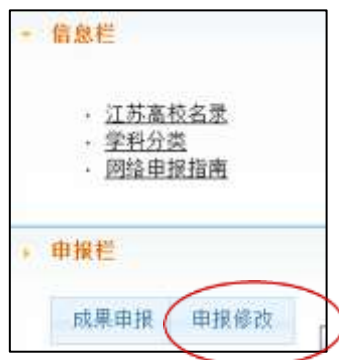 信息栏
江苏高校名录
学科分类
网络申报指南
申报栏
成果申报 申报修改